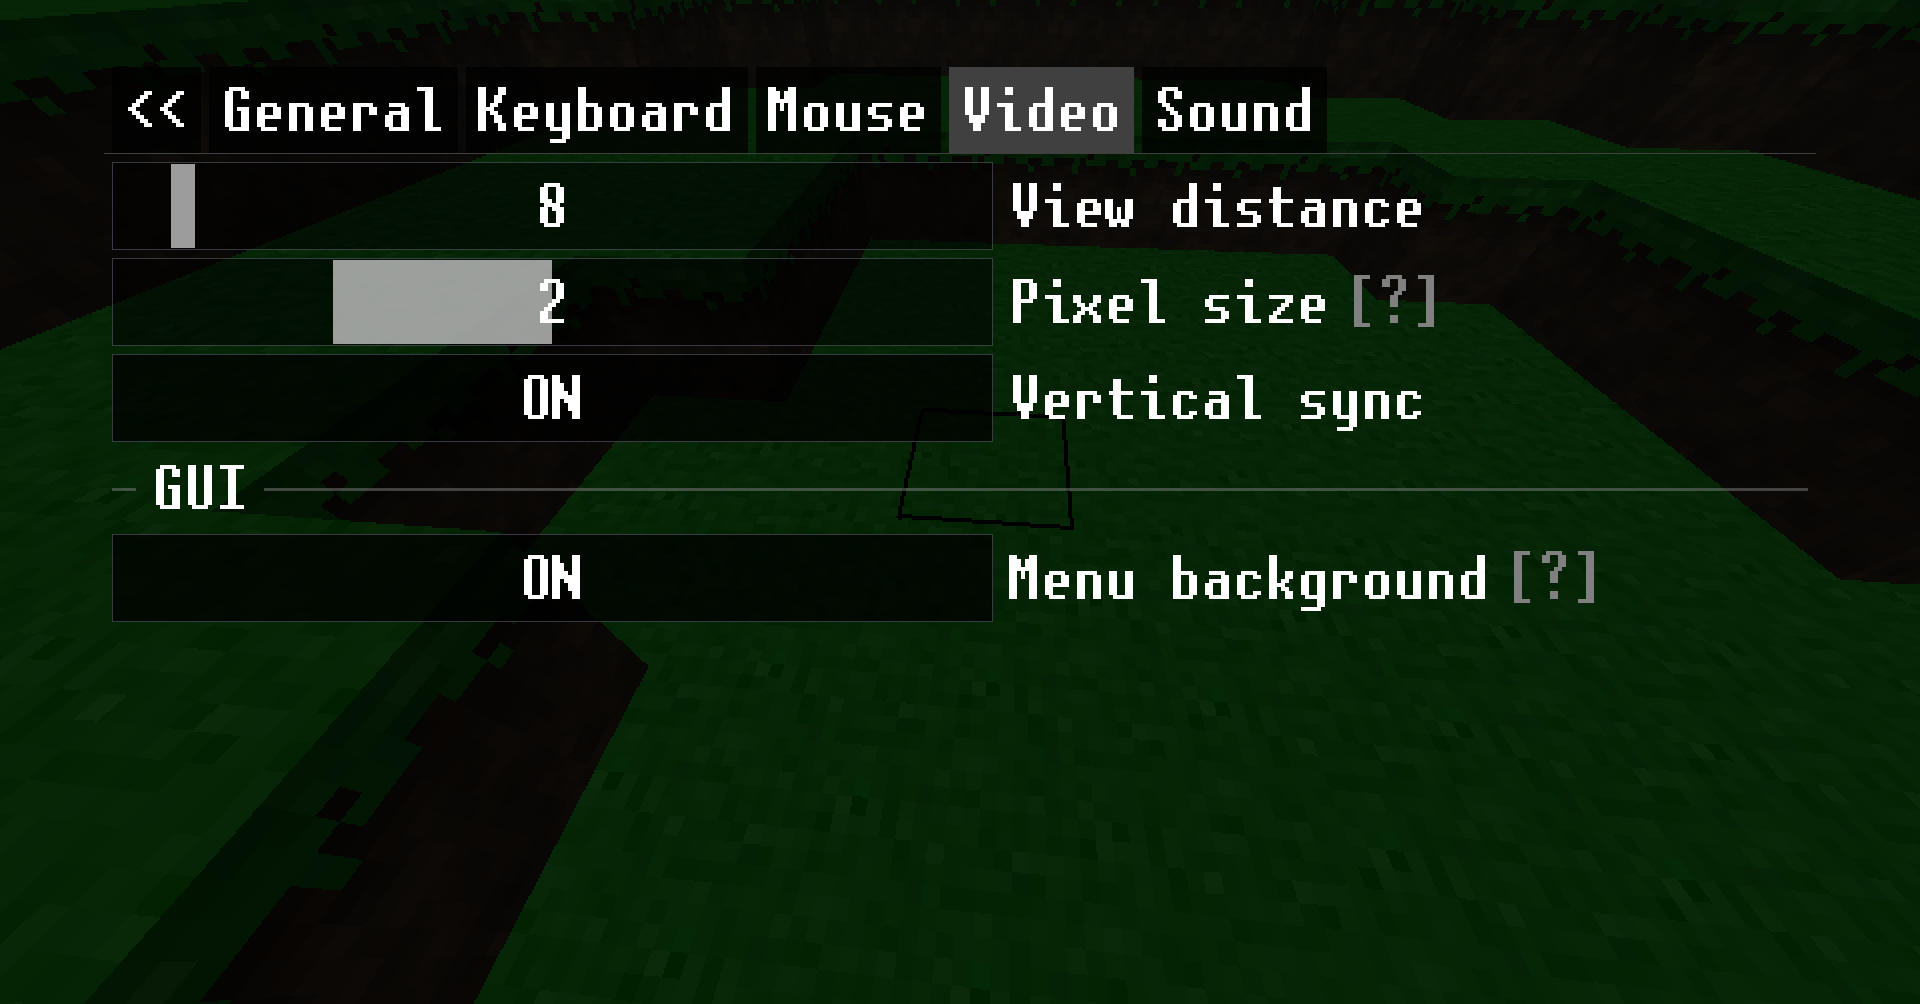 << General Keyboard Mouse Video Sound
8 View distance
2 Pixel size [?]
ON Vertical sync
GUI
ON Menu background [?]